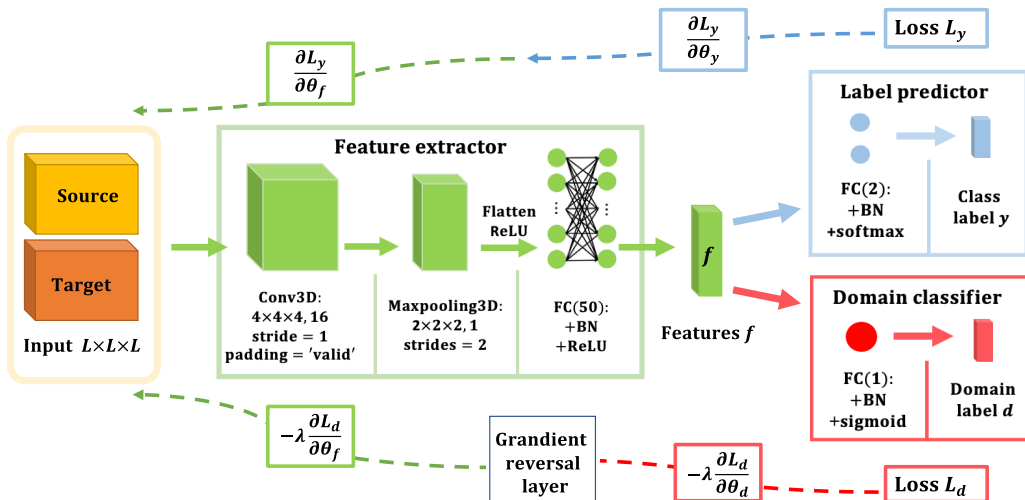 ∂L_y
∂θ_f
∂L_y
∂θ_y
Loss L_y
Source
Target
Input L×L×L
Feature extractor
Flatten
ReLU
Conv3D:
4×4×4, 16
stride = 1
padding = 'valid'
Maxpooling3D:
2×2×2, 1
strides = 2
FC(50):
+BN
+ReLU
f
Features f
Label predictor
FC(2):
+BN
+softmax
Class
label y
Domain classifier
FC(1):
+BN
+sigmoid
Domain
label d
−λ ∂L_d
∂θ_f
Grandient
reversal
layer
−λ ∂L_d
∂θ_d
Loss L_d